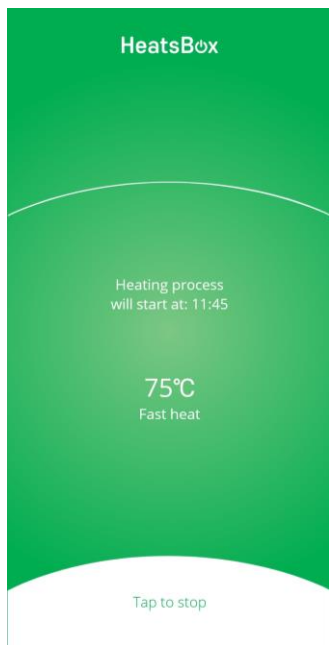 HeatsBox
Heating process
will start at: 11:45
75℃
Fast heat
Tap to stop